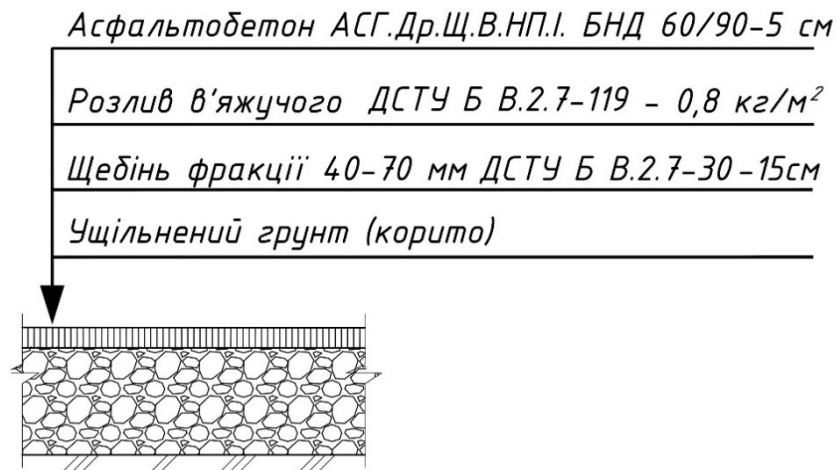 Асфальтобетон АСГ.Др.Щ.В.НП.І. БНД 60/90-5 см
Розлив в'яжучого ДСТУ Б В.2.7-119 - 0,8 кг/м²
Щебінь фракції 40-70 мм ДСТУ Б В.2.7-30-15см
Ущільнений грунт (корито)